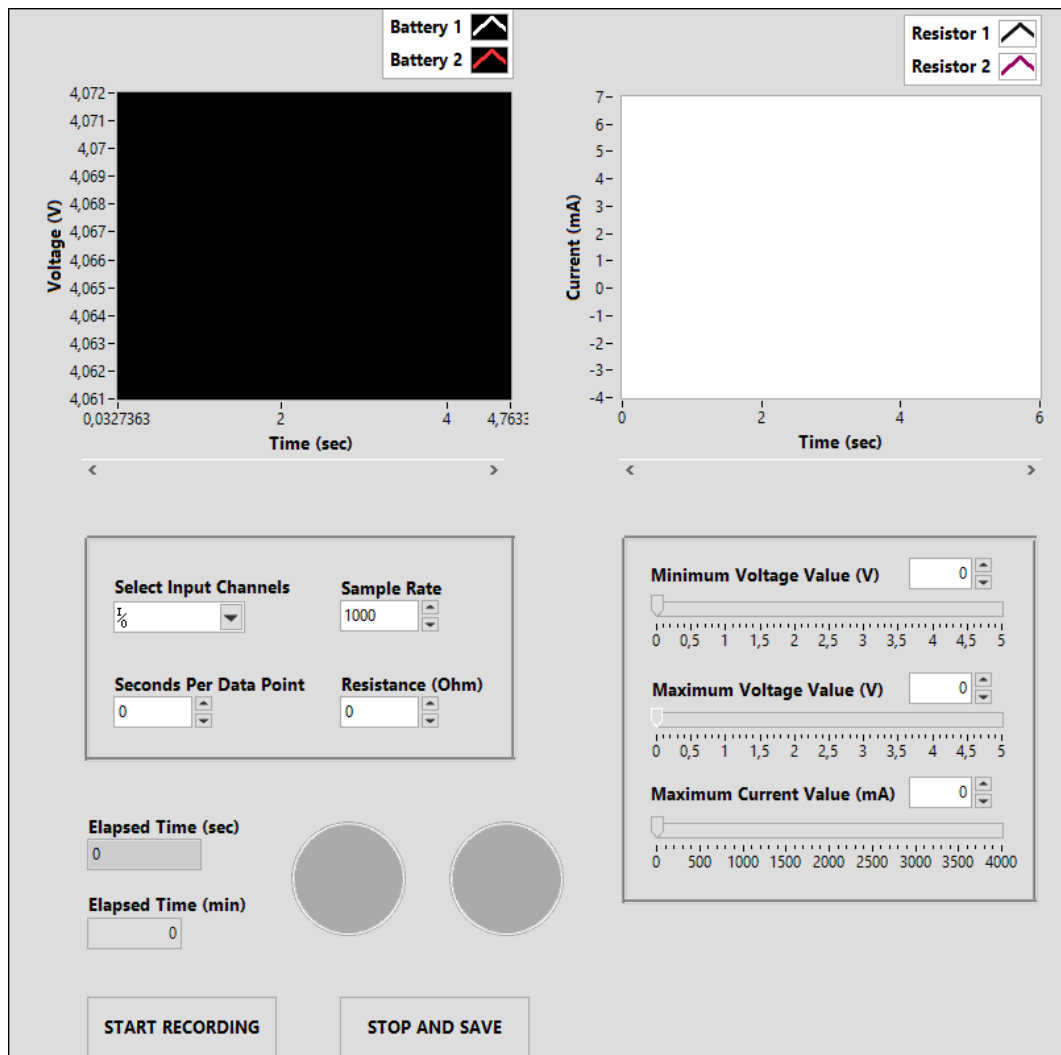 Battery 1
Battery 2
4,072
4,071
4,07
4,069
4,068
4,067
4,066
4,065
4,064
4,063
4,062
4,061
Voltage (V)
0,0327363 2 4 4,763
Time (sec)
Resistor 1
Resistor 2
7
6
5
4
3
2
1
0
-1
-2
-3
-4
Current (mA)
0 2 4 6
Time (sec)
Select Input Channels
I/0
Sample Rate
1000
Seconds Per Data Point
0
Resistance (Ohm)
0
Minimum Voltage Value (V) 0
0 0,5 1 1,5 2 2,5 3 3,5 4 4,5 5
Maximum Voltage Value (V) 0
0 0,5 1 1,5 2 2,5 3 3,5 4 4,5 5
Maximum Current Value (mA) 0
0 500 1000 1500 2000 2500 3000 3500 4000
Elapsed Time (sec)
0
Elapsed Time (min)
0
START RECORDING
STOP AND SAVE